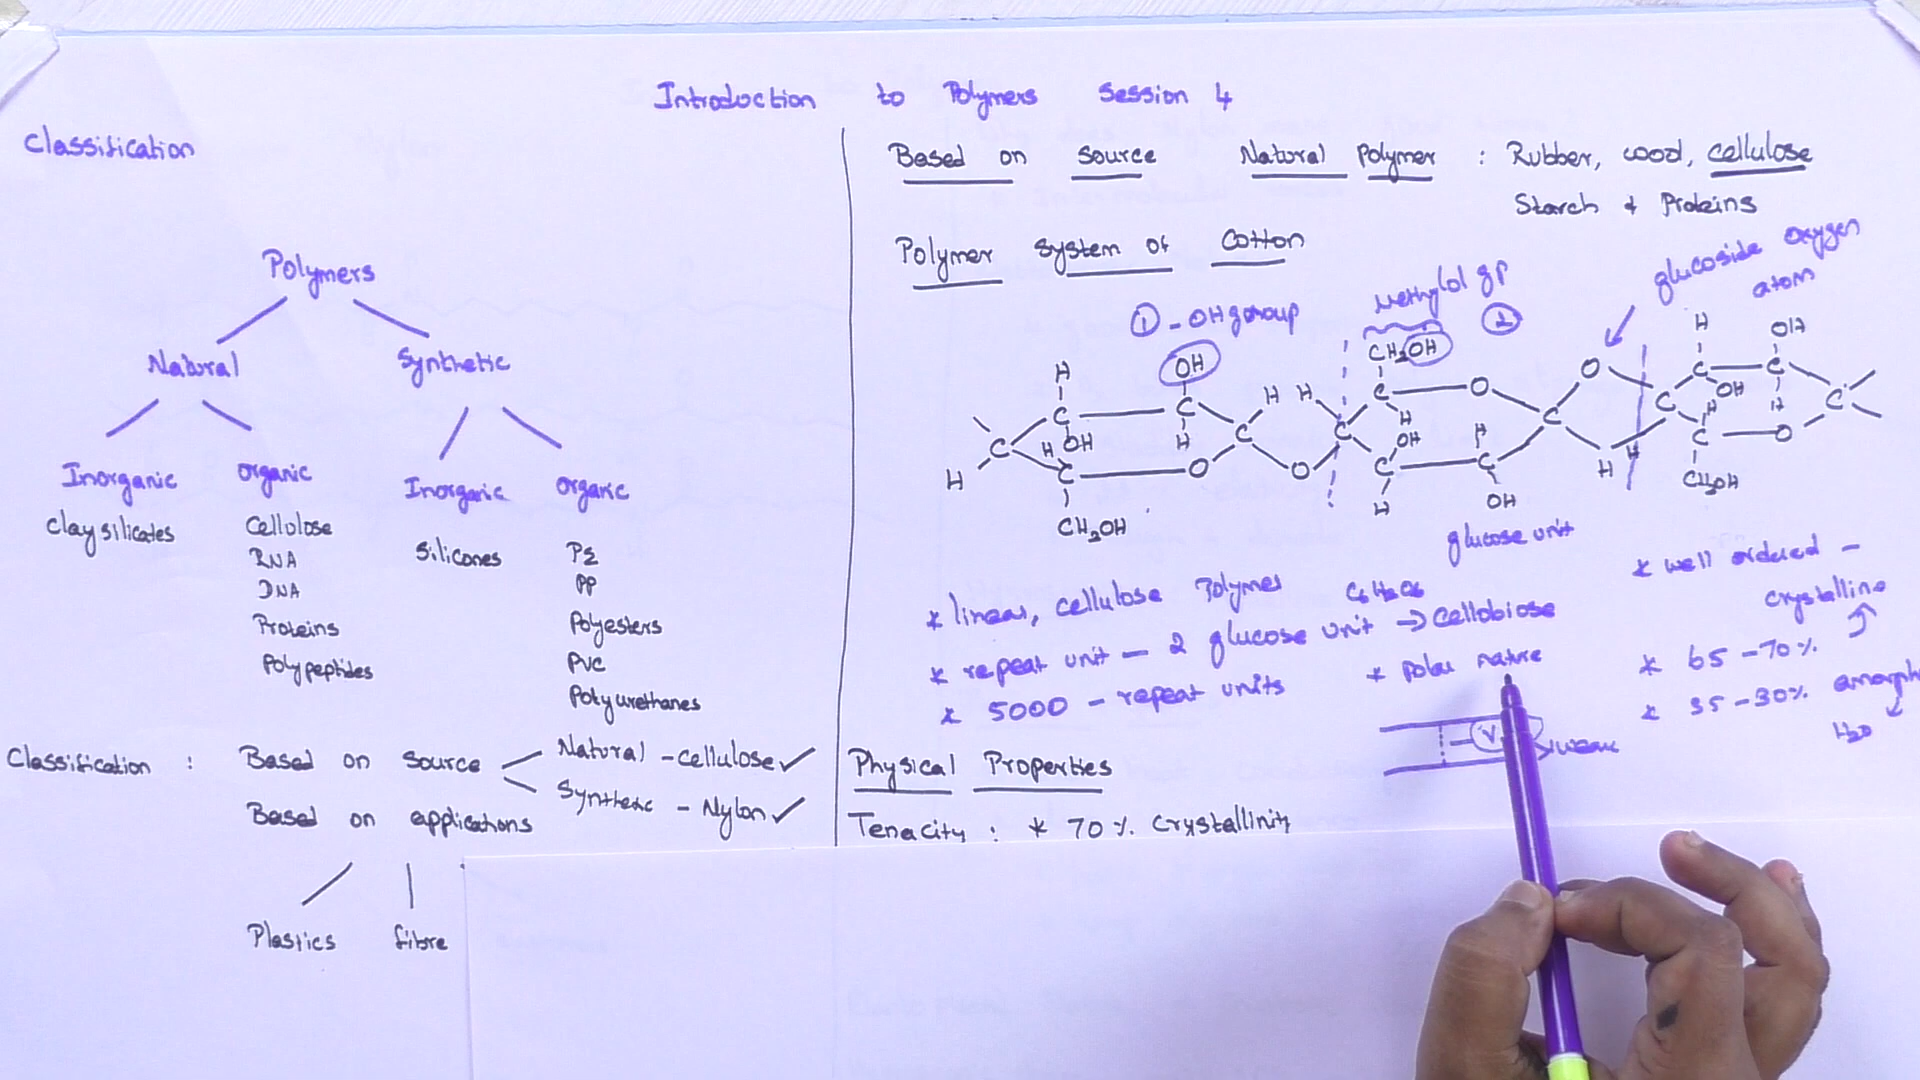 Introduction to Polymers Session 4
Classification
Polymers
Natural Synthetic
Inorganic organic Inorganic organic
Clay silicates
Cellulose
RNA
DNA
Proteins
Polypeptides
Silicones
PE
PP
Polyesters
PVC
Polyurethanes
Classification : Based on source
Natural - cellulose ✓
Synthetic - Nylon ✓
Based on applications
Plastics fibre
Based on source Natural Polymer : Rubber, wood, cellulose
Starch & Proteins
Polymer system of Cotton
① - OH group
Methylol gp ②
glucoside oxygen
atom
H OH CH₂OH O H OH
C C C O C C C
H H C OH C
H C OH H C H OH H H
C O C O C C H H C O
H H OH CH₂OH
CH₂OH
glucose unit
* linear, cellulose Polymer C₆H₁₂O₆
* repeat unit - 2 glucose unit → cellobiose
* 5000 - repeat units
* Polar nature
* well ordered -
crystalline
* 65 - 70%
* 35 - 30%
H₂O
weak
Physical Properties
Tenacity : * 70% Crystallinity